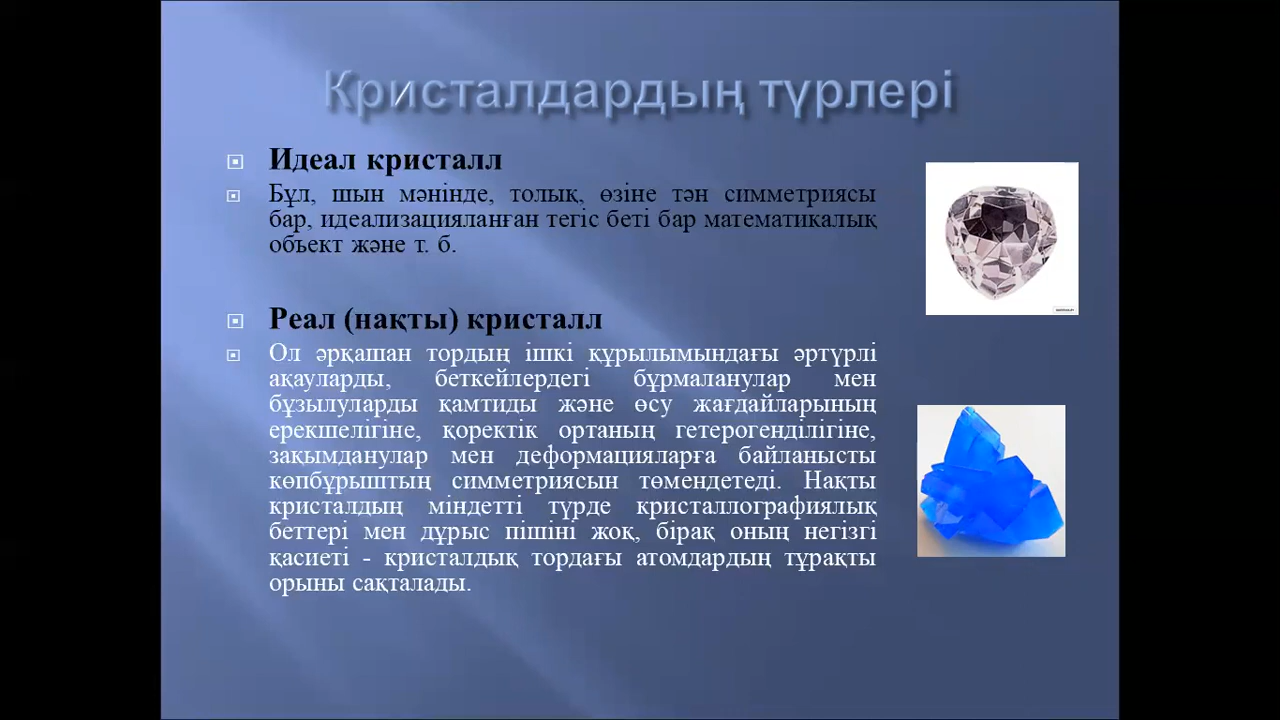 Кристалдардың түрлері
Идеал кристалл
Бұл, шын мәнінде, толық, өзіне тән симметриясы
бар, идеализацияланған тегіс беті бар математикалық
объект және т. б.
Реал (нақты) кристалл
Ол әрқашан тордың ішкі құрылымындағы әртүрлі
ақауларды, беткейлердегі бұрмаланулар мен
бұзылуларды қамтиды және өсу жағдайларының
ерекшелігіне, қоректік ортаның гетерогенділігіне,
зақымданулар мен деформацияларға байланысты
көпбұрыштың симметриясын төмендетеді. Нақты
кристалдың міндетті түрде кристаллографиялық
беттері мен дұрыс пішіні жоқ, бірақ оның негізгі
қасиеті - кристалдық тордағы атомдардың тұрақты
орыны сақталады.